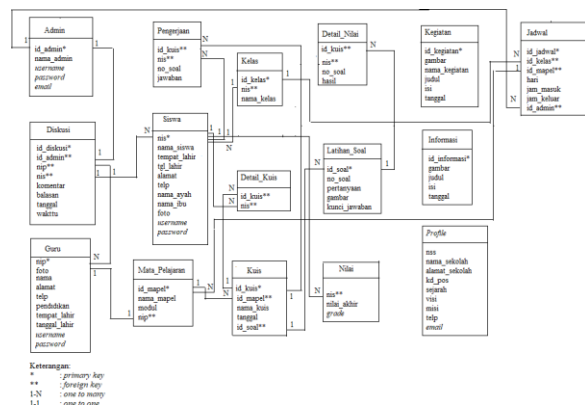 Admin
id_admin*
nama_admin
username
password
email
Pengerjaan
id_kuis**
nis**
no_soal
jawaban
Kelas
id_kelas*
nis**
nama_kelas
Detail_Nilai
id_kuis**
nis**
no_soal
hasil
Kegiatan
id_kegiatan*
gambar
nama_kegiatan
judul
isi
tanggal
Jadwal
id_jadwal*
id_kelas**
id_mapel**
hari
jam_masuk
jam_keluar
id_admin**
Diskusi
id_diskusi*
id_admin**
nip**
nis**
komentar
balasan
tanggal
wakttu
Siswa
nis*
nama_siswa
tempat_lahir
tgl_lahir
alamat
telp
nama_ayah
nama_ibu
foto
username
password
Detail_Kuis
id_kuis**
nis**
Latihan_Soal
id_soal*
no_soal
pertanyaan
gambar
kunci_jawaban
Informasi
id_informasi*
gambar
judul
isi
tanggal
Guru
nip*
foto
nama
alamat
telp
pendidikan
tempat_lahir
tanggal_lahir
username
password
Mata_Pelajaran
id_mapel*
nama_mapel
modul
nip**
Kuis
id_kuis*
id_mapel**
nama_kuis
tanggal
id_soal**
Nilai
nis**
nilai_akhir
grade
Profile
nss
nama_sekolah
alamat_sekolah
kd_pos
sejarah
visi
misi
telp
email
Keterangan:
* : primary key
** : foreign key
1-N : one to many
1-1 : one to one